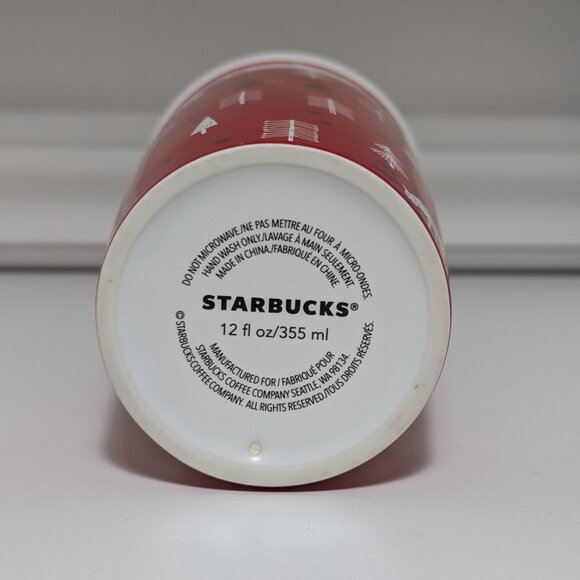 DO NOT MICROWAVE./NE PAS METTRE AU FOUR À MICRO-ONDES.
HAND WASH ONLY./LAVAGE À MAIN SEULEMENT.
MADE IN CHINA./FABRIQUÉ EN CHINE.
STARBUCKS®
12 fl oz/355 ml
MANUFACTURED FOR / FABRIQUÉ POUR
STARBUCKS COFFEE COMPANY SEATTLE, WA 98134.
© STARBUCKS COFFEE COMPANY. ALL RIGHTS RESERVED./TOUS DROITS RÉSERVÉS.